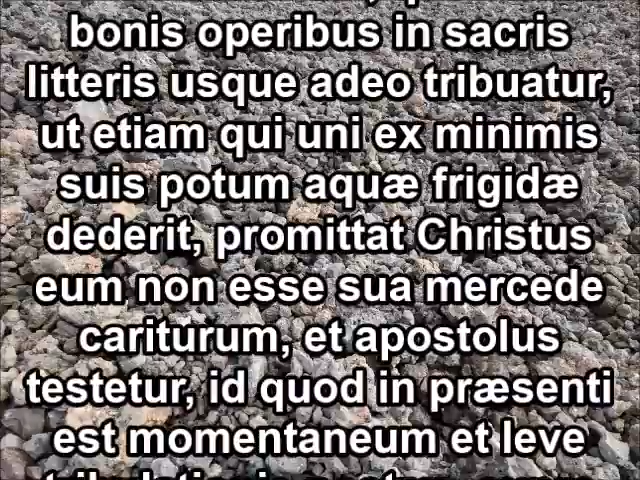 bonis operibus in sacris
litteris usque adeo tribuatur,
ut etiam qui uni ex minimis
suis potum aquæ frigidæ
dederit, promittat Christus
eum non esse sua mercede
cariturum, et apostolus
testetur, id quod in præsenti
est momentaneum et leve